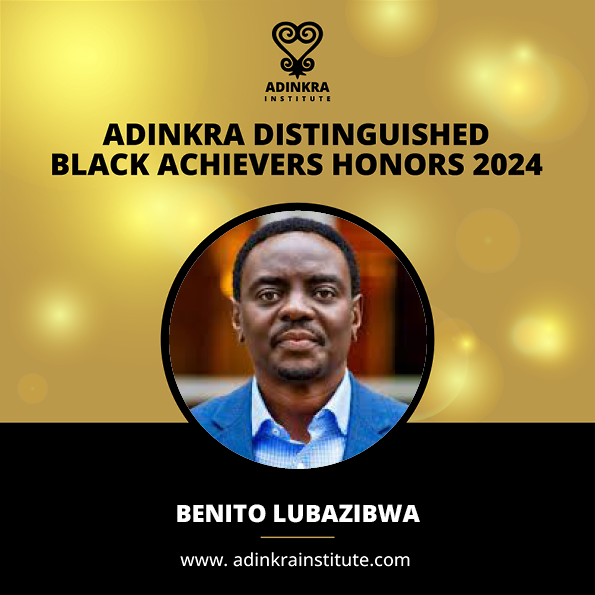 ADINKRA
INSTITUTE
ADINKRA DISTINGUISHED
BLACK ACHIEVERS HONORS 2024
BENITO LUBAZIBWA
www. adinkrainstitute.com